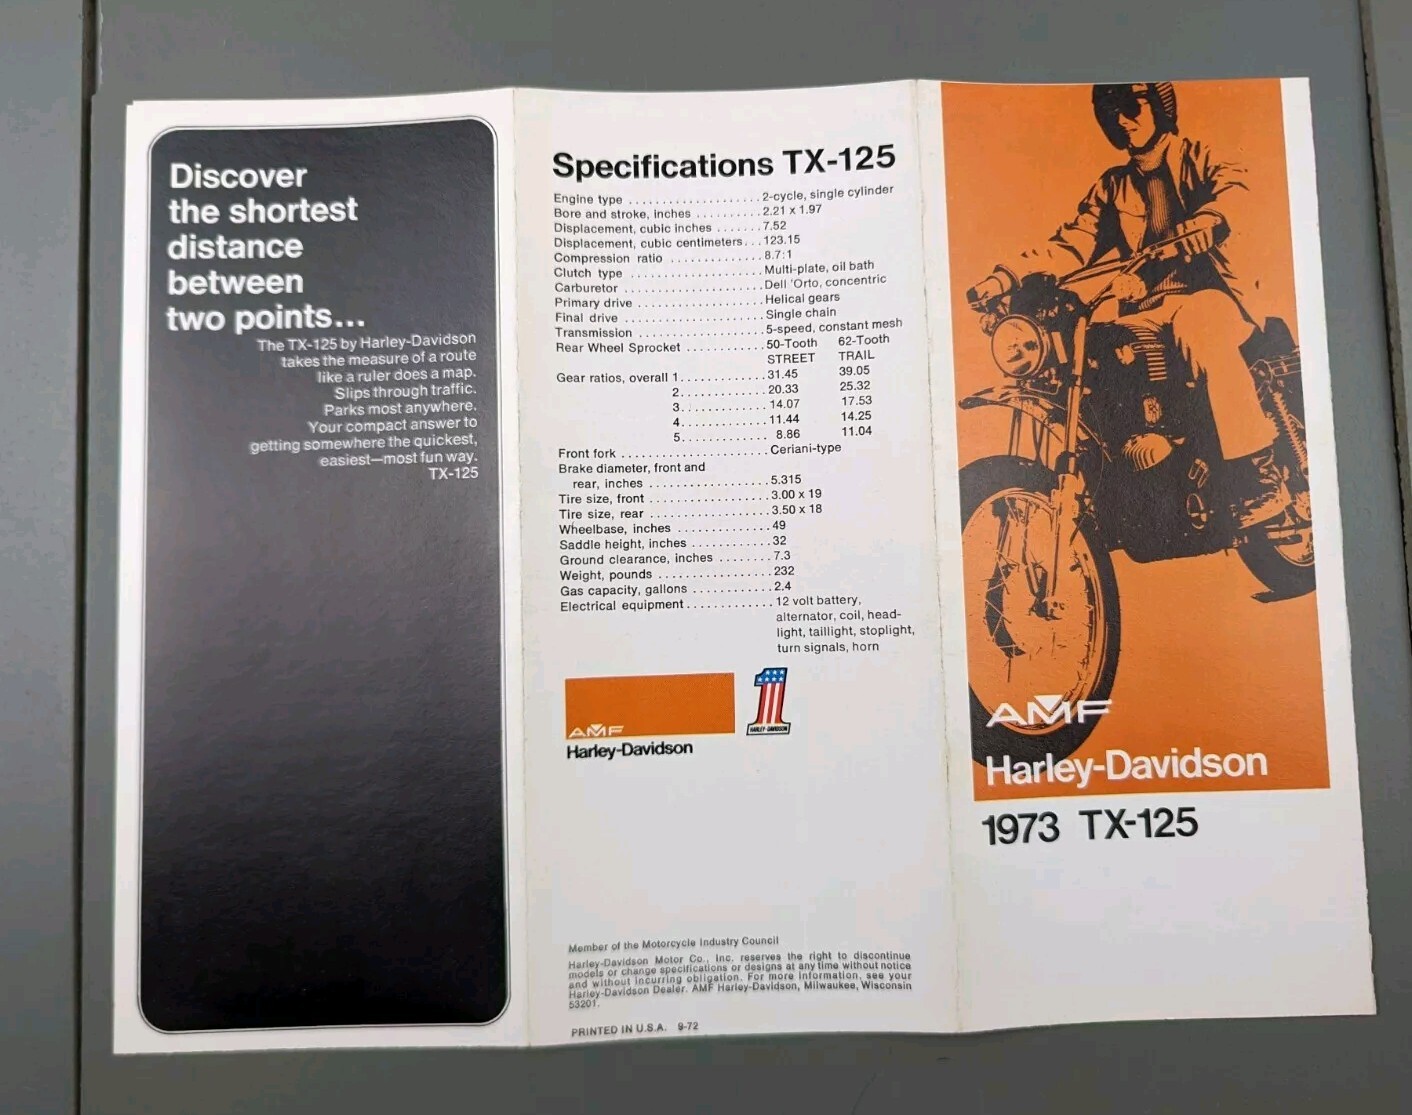 Discover
the shortest
distance
between
two points...
The TX-125 by Harley-Davidson
takes the measure of a route
like a ruler does a map.
Slips through traffic.
Parks most anywhere.
Your compact answer to
getting somewhere the quickest,
easiest—most fun way.
TX-125
Specifications TX-125
Engine type .................... 2-cycle, single cylinder
Bore and stroke, inches .......... 2.21 x 1.97
Displacement, cubic inches ....... 7.52
Displacement, cubic centimeters... 123.15
Compression ratio .............. 8.7:1
Clutch type .................... Multi-plate, oil bath
Carburetor ..................... Dell 'Orto, concentric
Primary drive ................... Helical gears
Final drive ..................... Single chain
Transmission ................... 5-speed, constant mesh
Rear Wheel Sprocket ............ 50-Tooth 62-Tooth
STREET TRAIL
Gear ratios, overall 1............. 31.45 39.05
2............. 20.33 25.32
3............. 14.07 17.53
4............. 11.44 14.25
5............. 8.86 11.04
Front fork ...................... Ceriani-type
Brake diameter, front and
rear, inches .................. 5.315
Tire size, front .................. 3.00 x 19
Tire size, rear ................... 3.50 x 18
Wheelbase, inches .............. 49
Saddle height, inches ............ 32
Ground clearance, inches ........ 7.3
Weight, pounds ................. 232
Gas capacity, gallons ............ 2.4
Electrical equipment ............. 12 volt battery,
alternator, coil, head-
light, taillight, stoplight,
turn signals, horn
AMF
Harley-Davidson
1
HARLEY-DAVIDSON
Member of the Motorcycle Industry Council
Harley-Davidson Motor Co., Inc. reserves the right to discontinue
models or change specifications or designs at any time without notice
and without incurring obligation. For more information, see your
Harley-Davidson Dealer. AMF Harley-Davidson, Milwaukee, Wisconsin
53201.
PRINTED IN U.S.A. 9-72
AMF
Harley-Davidson
1973 TX-125